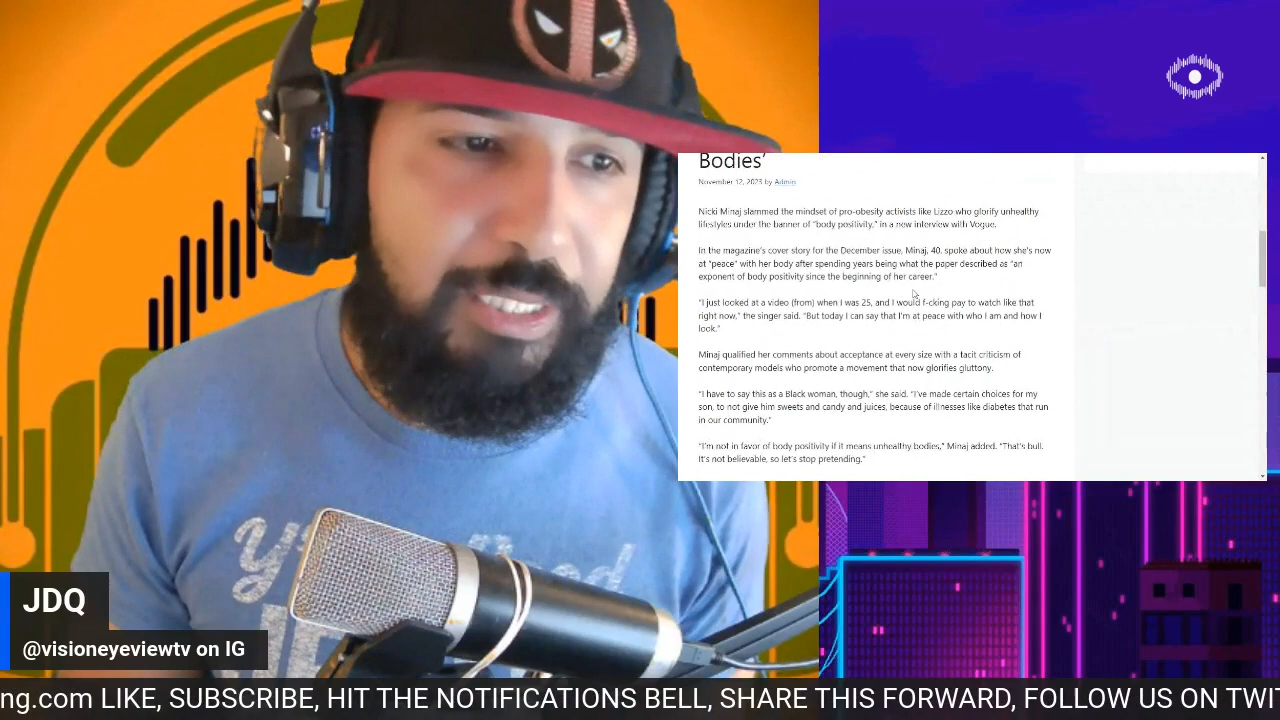 Bodies'
November 12, 2023 by Admin
Nicki Minaj slammed the mindset of pro-obesity activists like Lizzo who glorify unhealthy
lifestyles under the banner of "body positivity," in a new interview with Vogue.
In the magazine's cover story for the December issue, Minaj, 40, spoke about how she's now
at "peace" with her body after spending years being what the paper described as "an
exponent of body positivity since the beginning of her career."
"I just looked at a video (from) when I was 25, and I would f-cking pay to watch like that
right now," the singer said. "But today I can say that I'm at peace with who I am and how I
look."
Minaj qualified her comments about acceptance at every size with a tacit criticism of
contemporary models who promote a movement that now glorifies gluttony.
"I have to say this as a Black woman, though," she said. "I've made certain choices for my
son, to not give him sweets and candy and juices, because of illnesses like diabetes that run
in our community."
"I'm not in favor of body positivity if it means unhealthy bodies," Minaj added. "That's bull.
It's not believable, so let's stop pretending."
JDQ
@visioneyeviewtv on IG
ng.com LIKE, SUBSCRIBE, HIT THE NOTIFICATIONS BELL, SHARE THIS FORWARD, FOLLOW US ON TWI